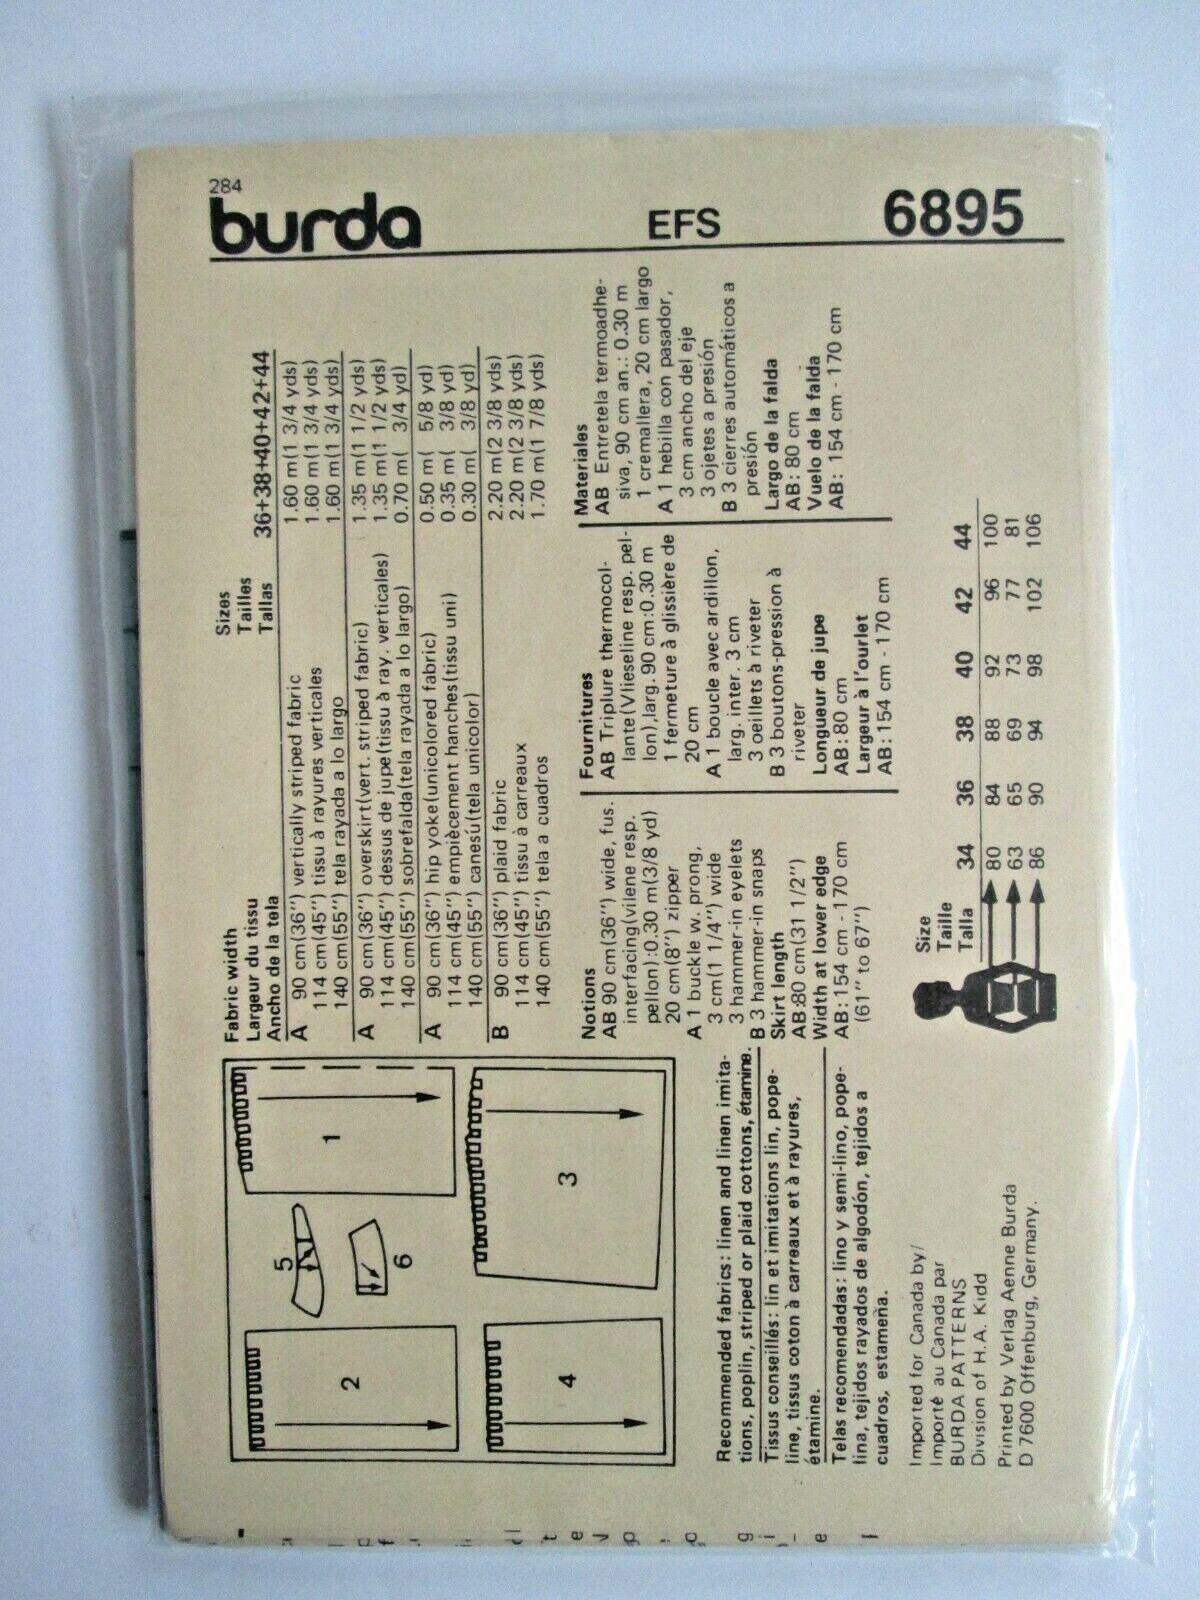 284
burda
EFS
6895
Sizes
Tailles
Tallas
36+38+40+42+44
Fabric width
Largeur du tissu
Ancho de la tela
A 90 cm(36'') vertically striped fabric 1.60 m(1 3/4 yds)
114 cm(45'') tissu à rayures verticales 1.60 m(1 3/4 yds)
140 cm(55'') tela rayada a lo largo 1.60 m(1 3/4 yds)
A 90 cm(36'') overskirt(vert. striped fabric) 1.35 m(1 1/2 yds)
114 cm(45'') dessus de jupe(tissu à ray. verticales) 1.35 m(1 1/2 yds)
140 cm(55'') sobrefalda(tela rayada a lo largo) 0.70 m( 3/4 yd)
A 90 cm(36'') hip yoke(unicolored fabric) 0.50 m( 5/8 yd)
114 cm(45'') empiècement hanches(tissu uni) 0.35 m( 3/8 yd)
140 cm(55'') canesú(tela unicolor) 0.30 m( 3/8 yd)
B 90 cm(36'') plaid fabric 2.20 m(2 3/8 yds)
114 cm(45'') tissu à carreaux 2.20 m(2 3/8 yds)
140 cm(55'') tela a cuadros 1.70 m(1 7/8 yds)
Notions
AB 90 cm(36'') wide, fus.
interfacing(vilene resp.
pellon):0.30 m(3/8 yd)
20 cm(8'') zipper
A 1 buckle w. prong,
3 cm(1 1/4'') wide
3 hammer-in eyelets
B 3 hammer-in snaps
Skirt length
AB:80 cm(31 1/2'')
Width at lower edge
AB: 154 cm - 170 cm
(61'' to 67'')
Fournitures
AB Triplure thermocol-
lante(Vlieseline resp. pel-
lon),larg. 90 cm:0.30 m
1 fermeture à glissière de
20 cm
A 1 boucle avec ardillon,
larg. inter. 3 cm
3 oeillets à riveter
B 3 boutons-pression à
riveter
Longueur de jupe
AB:80 cm
Largeur à l'ourlet
AB: 154 cm - 170 cm
Materiales
AB Entretela termoadhe-
siva, 90 cm an.: 0.30 m
1 cremallera, 20 cm largo
A 1 hebilla con pasador,
3 cm ancho del eje
3 ojetes a presión
B 3 cierres automáticos a
presión
Largo de la falda
AB: 80 cm
Vuelo de la falda
AB: 154 cm - 170 cm
1
2
3
4
5
6
Recommended fabrics: linen and linen imita-
tions, poplin, striped or plaid cottons, étamine.
Tissus conseillés: lin et imitations lin, pope-
line, tissus coton à carreaux et à rayures,
étamine.
Telas recomendadas: lino y semi-lino, pope-
lina, tejidos rayados de algodón, tejidos a
cuadros, estameña.
Size
Taille
Talla 34 36 38 40 42 44
80 84 88 92 96 100
63 65 69 73 77 81
86 90 94 98 102 106
Imported for Canada by/
Importé au Canada par
BURDA PATTERNS
Division of H.A. Kidd
Printed by Verlag Aenne Burda
D 7600 Offenburg, Germany.